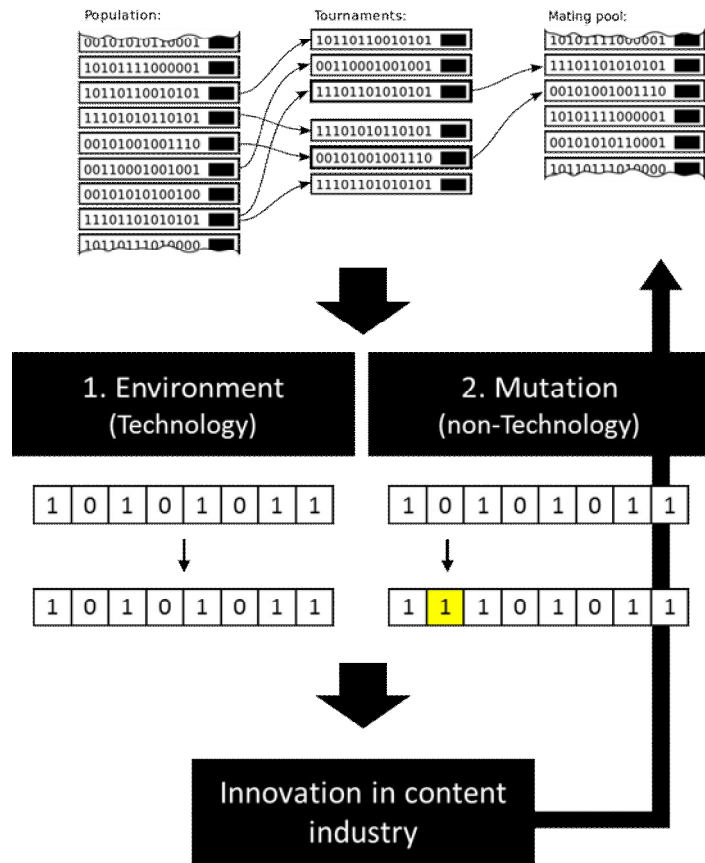 Population:
00101010110001
10101111000001
10110110010101
11101010110101
00101001001110
00110001001001
00101010100100
11101101010101
10110111010000
Tournaments:
10110110010101
00110001001001
11101101010101
11101010110101
00101001001110
11101101010101
Mating pool:
10101111000001
11101101010101
00101001001110
10101111000001
00101010110001
10110111010000
1. Environment
(Technology)
2. Mutation
(non-Technology)
1 0 1 0 1 0 1 1
1 0 1 0 1 0 1 1
1 0 1 0 1 0 1 1
1 1 1 0 1 0 1 1
Innovation in content
industry